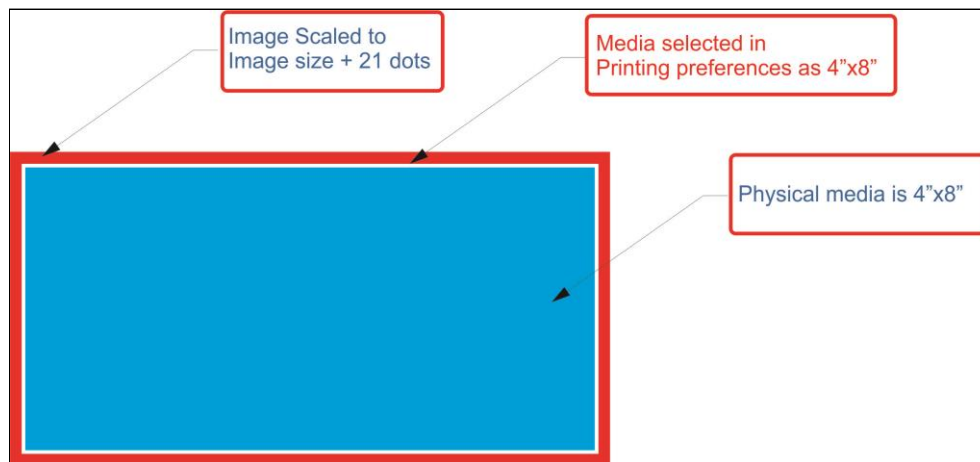 Image Scaled to
Image size + 21 dots
Media selected in
Printing preferences as 4”x8”
Physical media is 4”x8”